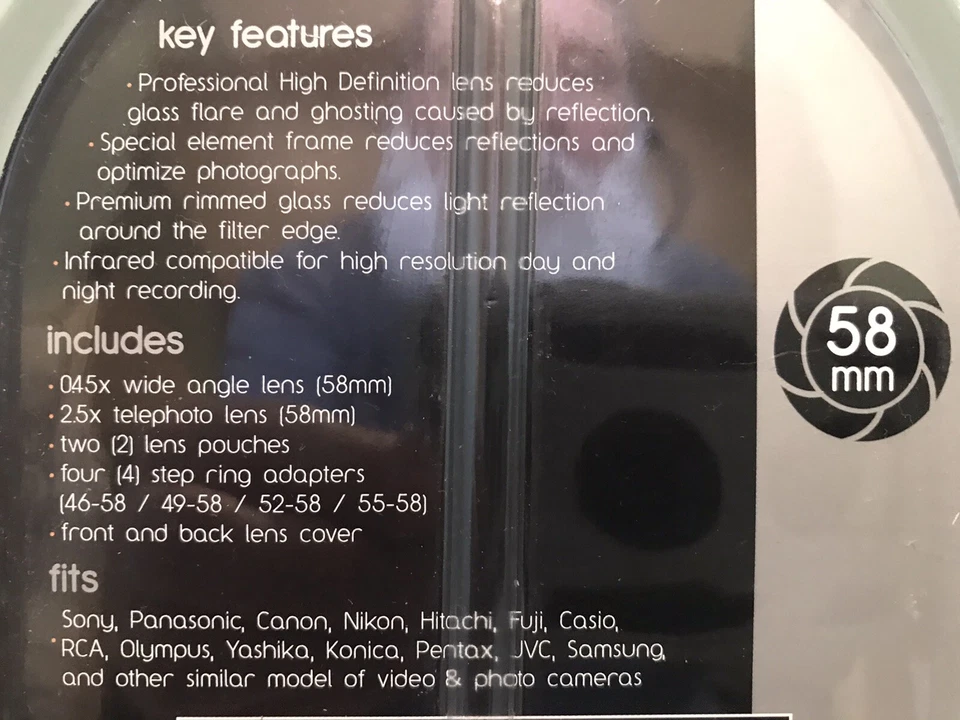 key features
• Professional High Definition lens reduces
glass flare and ghosting caused by reflection.
• Special element frame reduces reflections and
optimize photographs.
• Premium rimmed glass reduces light reflection
around the filter edge.
• Infrared compatible for high resolution day and
night recording.
includes
• 0.45x wide angle lens (58mm)
• 2.5x telephoto lens (58mm)
• two (2) lens pouches
• four (4) step ring adapters
(46-58 / 49-58 / 52-58 / 55-58)
• front and back lens cover
fits
Sony, Panasonic, Canon, Nikon, Hitachi, Fuji, Casio,
• RCA, Olympus, Yashika, Konica, Pentax, JVC, Samsung,
and other similar model of video & photo cameras
58
mm